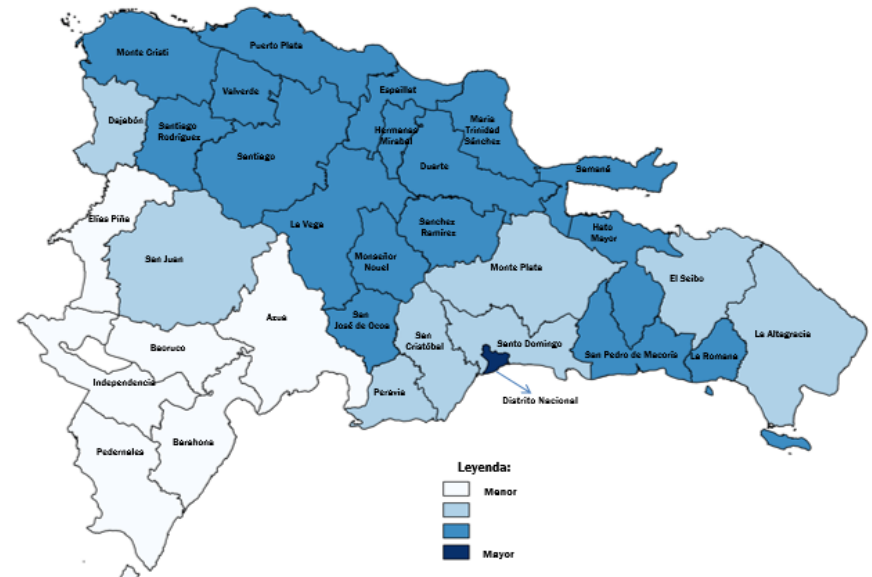 Puerto Plata
Monte Cristi
Valverde
Espaillat
Dajabón
Santiago
Rodríguez
Hermanas
Mirabal
María
Trinidad
Sánchez
Santiago
Duarte
Samaná
Elías Piña
La Vega
Sanchez
Ramírez
Hato
Mayor
San Juan
Monseñor
Nouel
Monte Plata
El Seibo
Azua
San
José de Ocoa
San
Cristóbal
Santo Domingo
La Altagracia
Baoruco
San Pedro de Macorís
La Romana
Independencia
Peravia
Distrito Nacional
Barahona
Pedernales
Leyenda:
Menor
Mayor